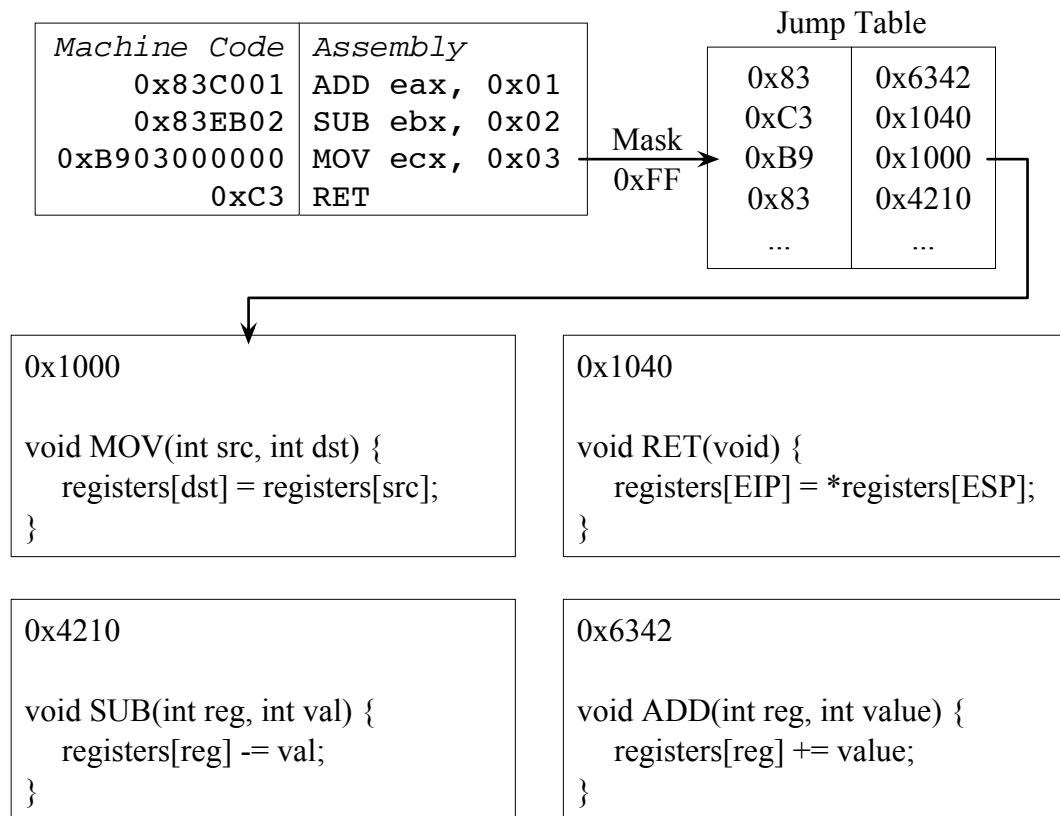 Machine Code Assembly
0x83C001 ADD eax, 0x01
0x83EB02 SUB ebx, 0x02
0xB903000000 MOV ecx, 0x03
0xC3 RET
Mask
0xFF
Jump Table
0x83 0x6342
0xC3 0x1040
0xB9 0x1000
0x83 0x4210
... ...
0x1000
void MOV(int src, int dst) {
registers[dst] = registers[src];
}
0x1040
void RET(void) {
registers[EIP] = *registers[ESP];
}
0x4210
void SUB(int reg, int val) {
registers[reg] -= val;
}
0x6342
void ADD(int reg, int value) {
registers[reg] += value;
}